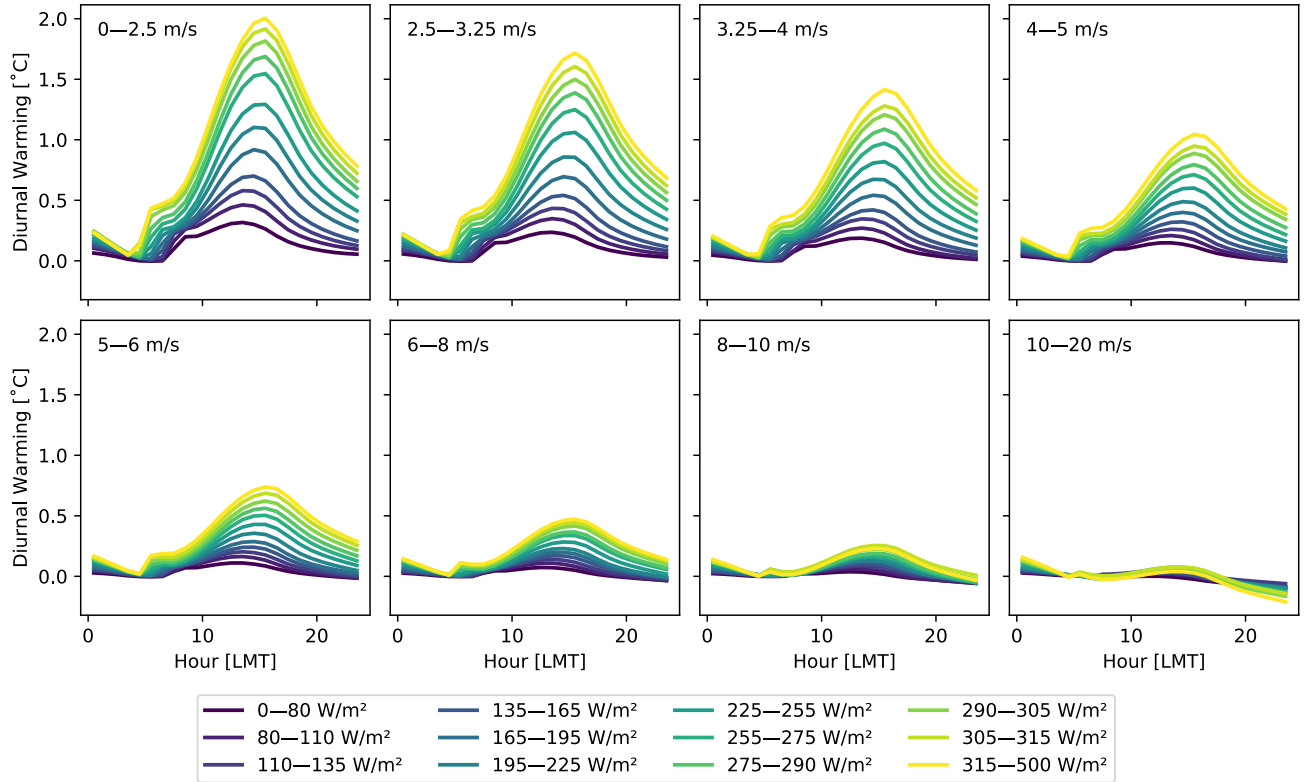 2.0
1.5
1.0
0.5
0.0
Diurnal Warming [˚C]
0—2.5 m/s
2.5—3.25 m/s
3.25—4 m/s
4—5 m/s
2.0
1.5
1.0
0.5
0.0
Diurnal Warming [˚C]
5—6 m/s
6—8 m/s
8—10 m/s
10—20 m/s
0 10 20
0 10 20
0 10 20
0 10 20
Hour [LMT]
Hour [LMT]
Hour [LMT]
Hour [LMT]
0—80 W/m²
80—110 W/m²
110—135 W/m²
135—165 W/m²
165—195 W/m²
195—225 W/m²
225—255 W/m²
255—275 W/m²
275—290 W/m²
290—305 W/m²
305—315 W/m²
315—500 W/m²